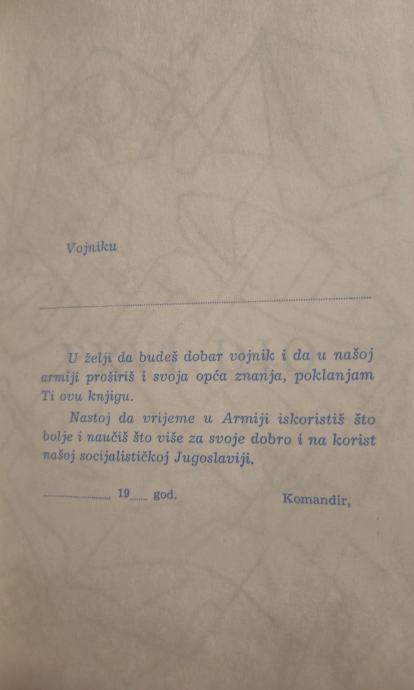 Vojniku
U želji da budeš dobar vojnik i da u našoj
armiji proširiš i svoja opća znanja, poklanjam
Ti ovu knjigu.
Nastoj da vrijeme u Armiji iskoristiš što
bolje i naučiš što više za svoje dobro i na korist
našoj socijalističkoj Jugoslaviji.
19 god. Komandir,